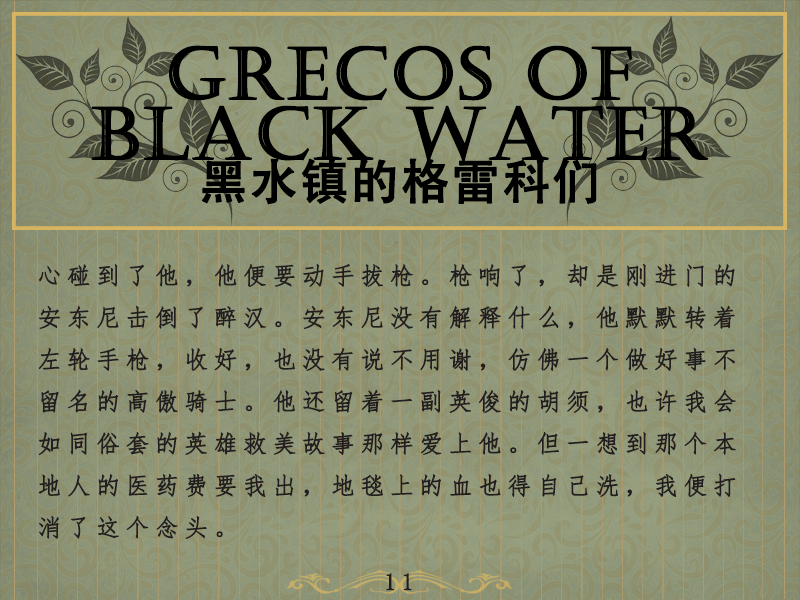 GRECOS OF
BLACK WATER
黑水镇的格雷科们
心碰到了他，他便要动手拔枪。枪响了，却是刚进门的
安东尼击倒了醉汉。安东尼没有解释什么，他默默转着
左轮手枪，收好，也没有说不用谢，仿佛一个做好事不
留名的高傲骑士。他还留着一副英俊的胡须，也许我会
如同俗套的英雄救美故事那样爱上他。但一想到那个本
地人的医药费要我出，地毯上的血也得自己洗，我便打
消了这个念头。
11